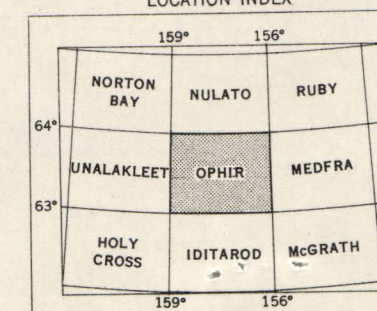 LOCATION INDEX
159° 156°
NORTON
BAY
NULATO
RUBY
64°
UNALAKLEET
OPHIR
MEDFRA
63°
HOLY
CROSS
IDITAROD
McGRATH
159° 156°